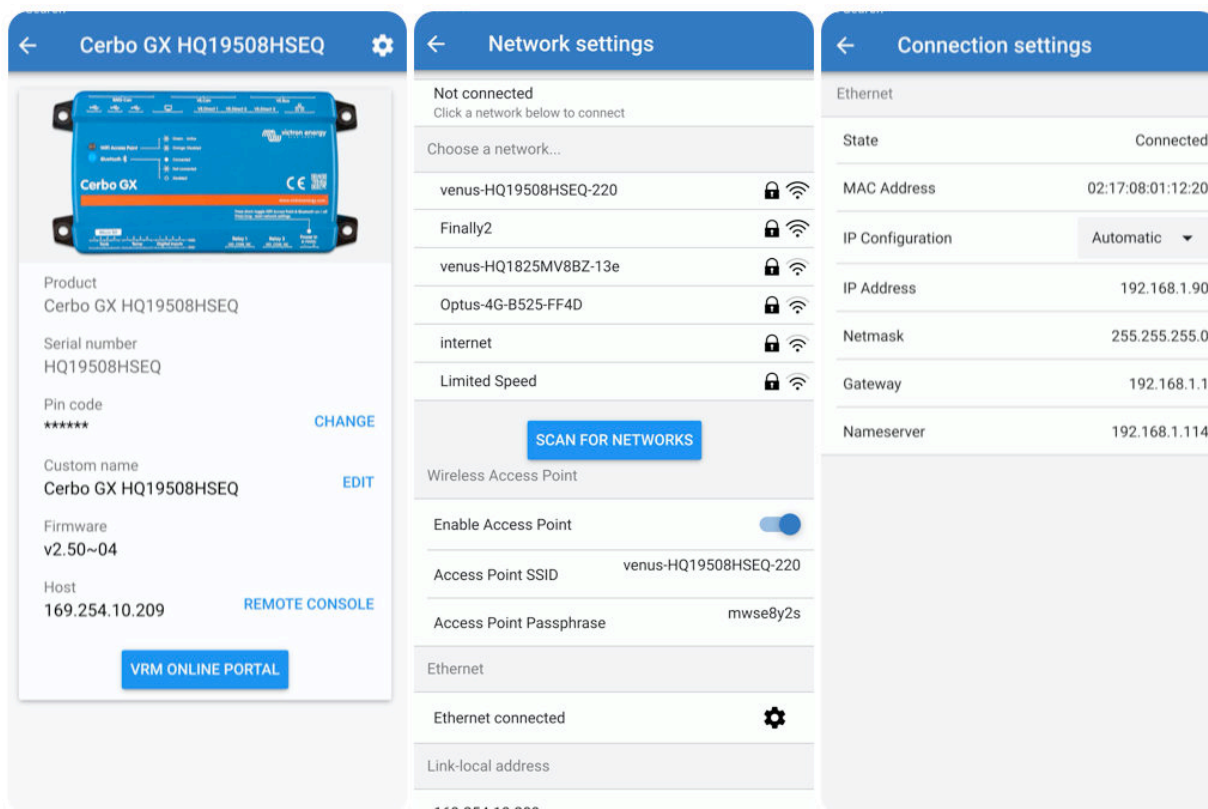 Cerbo GX HQ19508HSEQ
victron energy
Cerbo GX
CE
Product
Cerbo GX HQ19508HSEQ
Serial number
HQ19508HSEQ
Pin code
******
CHANGE
Custom name
Cerbo GX HQ19508HSEQ
EDIT
Firmware
v2.50~04
Host
169.254.10.209
REMOTE CONSOLE
VRM ONLINE PORTAL
Network settings
Not connected
Click a network below to connect
Choose a network...
venus-HQ19508HSEQ-220
Finally2
venus-HQ1825MV8BZ-13e
Optus-4G-B525-FF4D
internet
Limited Speed
SCAN FOR NETWORKS
Wireless Access Point
Enable Access Point
Access Point SSID
venus-HQ19508HSEQ-220
Access Point Passphrase
mwse8y2s
Ethernet
Ethernet connected
Link-local address
Connection settings
Ethernet
State
Connected
MAC Address
02:17:08:01:12:20
IP Configuration
Automatic
IP Address
192.168.1.90
Netmask
255.255.255.0
Gateway
192.168.1.1
Nameserver
192.168.1.114